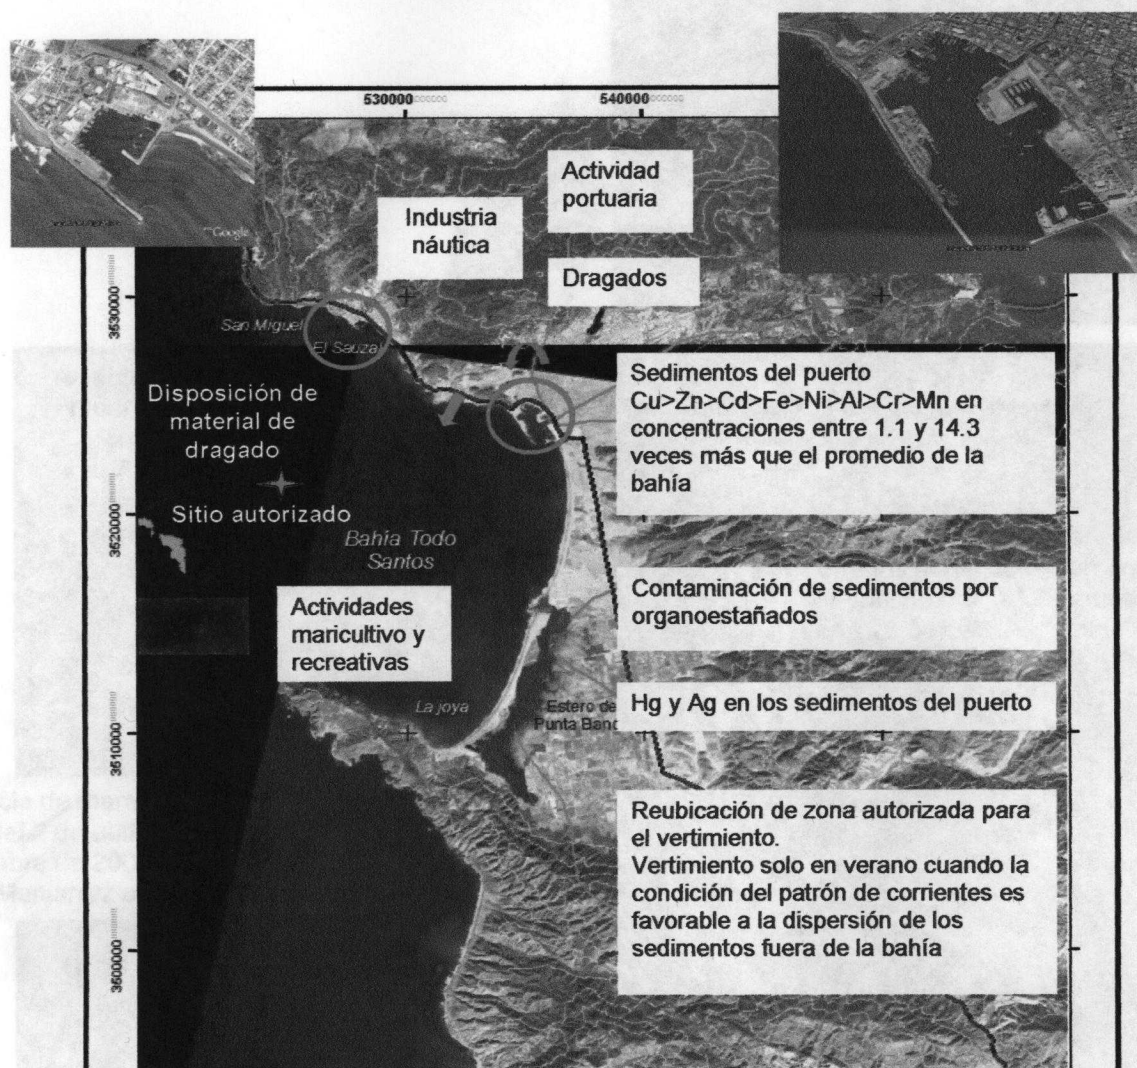 530000
540000
Actividad
portuaria
Industria
náutica
Dragados
Google
3530000
San Miguel
El Sauzal
Disposición de
material de
dragado
Sitio autorizado
3520000
Bahía Todo
Santos
Sedimentos del puerto
Cu>Zn>Cd>Fe>Ni>Al>Cr>Mn en
concentraciones entre 1.1 y 14.3
veces más que el promedio de la
bahía
Contaminación de sedimentos por
organoestañados
Actividades
maricultivo y
recreativas
La joya
Estero de
Punta Banc
Hg y Ag en los sedimentos del puerto
3510000
Reubicación de zona autorizada para
el vertimiento.
Vertimiento solo en verano cuando la
condición del patrón de corrientes es
favorable a la dispersión de los
sedimentos fuera de la bahía
3500000